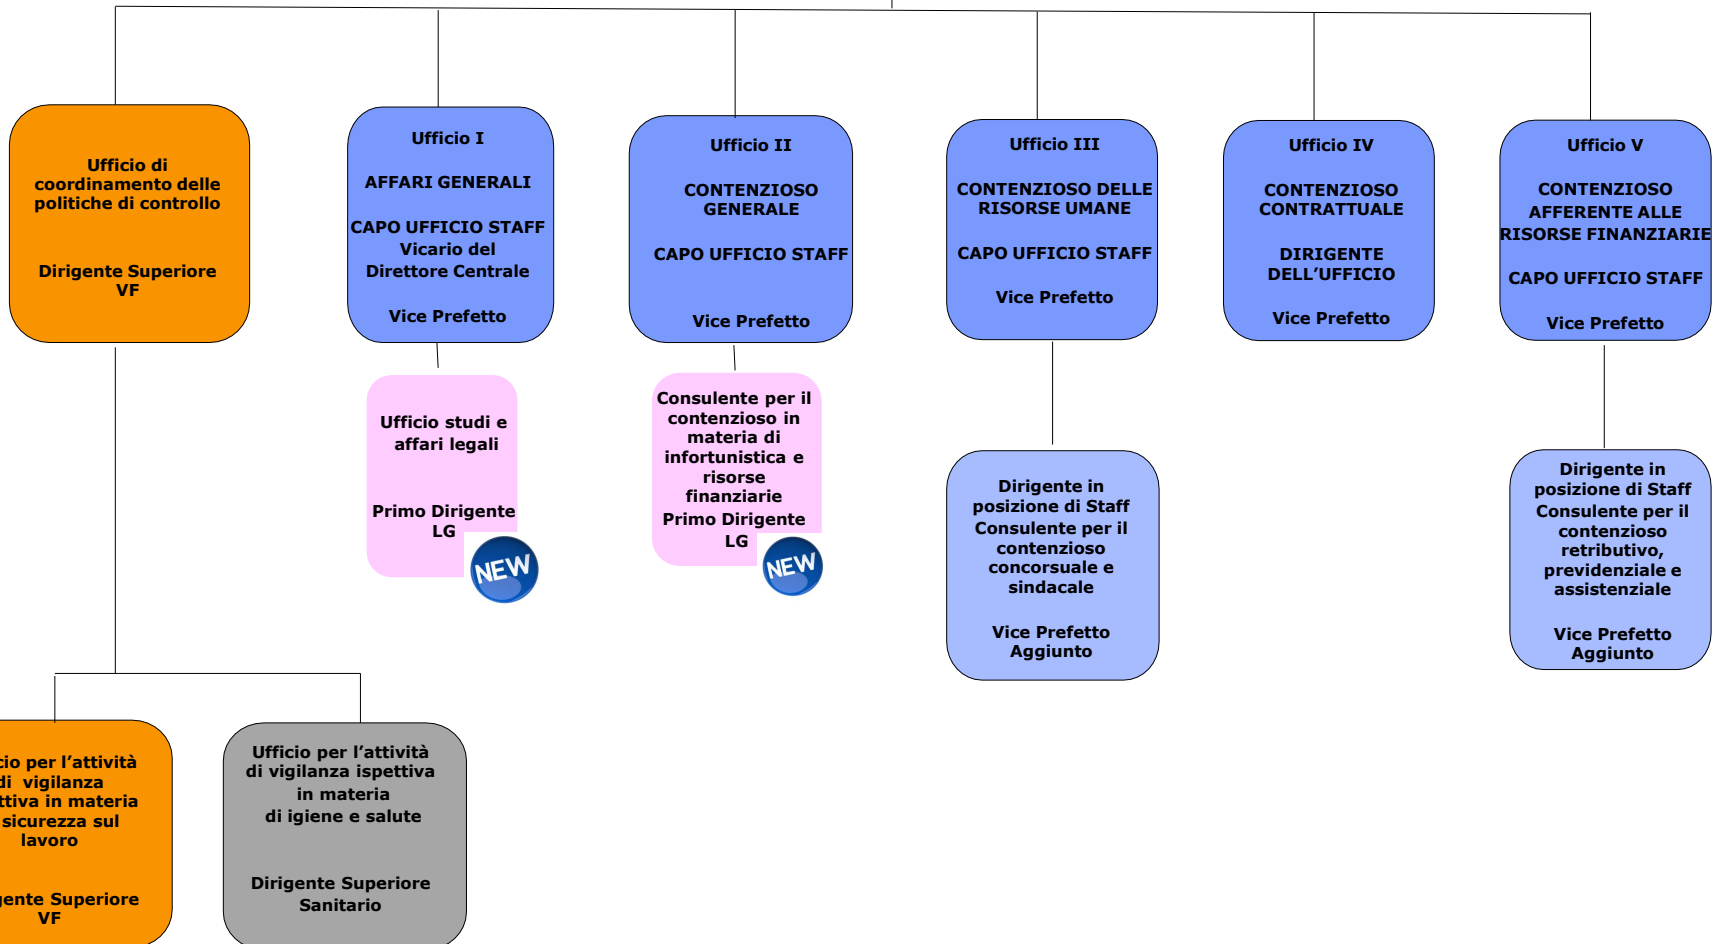 Ufficio di
coordinamento delle
politiche di controllo
Dirigente Superiore
VF
Ufficio I
AFFARI GENERALI
CAPO UFFICIO STAFF
Vicario del
Direttore Centrale
Vice Prefetto
Ufficio II
CONTENZIOSO
GENERALE
CAPO UFFICIO STAFF
Vice Prefetto
Ufficio III
CONTENZIOSO DELLE
RISORSE UMANE
CAPO UFFICIO STAFF
Vice Prefetto
Ufficio IV
CONTENZIOSO
CONTRATTUALE
DIRIGENTE
DELL'UFFICIO
Vice Prefetto
Ufficio V
CONTENZIOSO
AFFERENTE ALLE
RISORSE FINANZIARIE
CAPO UFFICIO STAFF
Vice Prefetto
Ufficio studi e
affari legali
Primo Dirigente
LG
NEW
Consulente per il
contenzioso in
materia di
infortunistica e
risorse
finanziarie
Primo Dirigente
LG
NEW
Dirigente in
posizione di Staff
Consulente per il
contenzioso
concorsuale e
sindacale
Vice Prefetto
Aggiunto
Dirigente in
posizione di Staff
Consulente per il
contenzioso
retributivo,
previdenziale e
assistenziale
Vice Prefetto
Aggiunto
per l'attività
di vigilanza
in materia
sicurezza sul
lavoro
Superiore
VF
Ufficio per l'attività
di vigilanza ispettiva
in materia
di igiene e salute
Dirigente Superiore
Sanitario